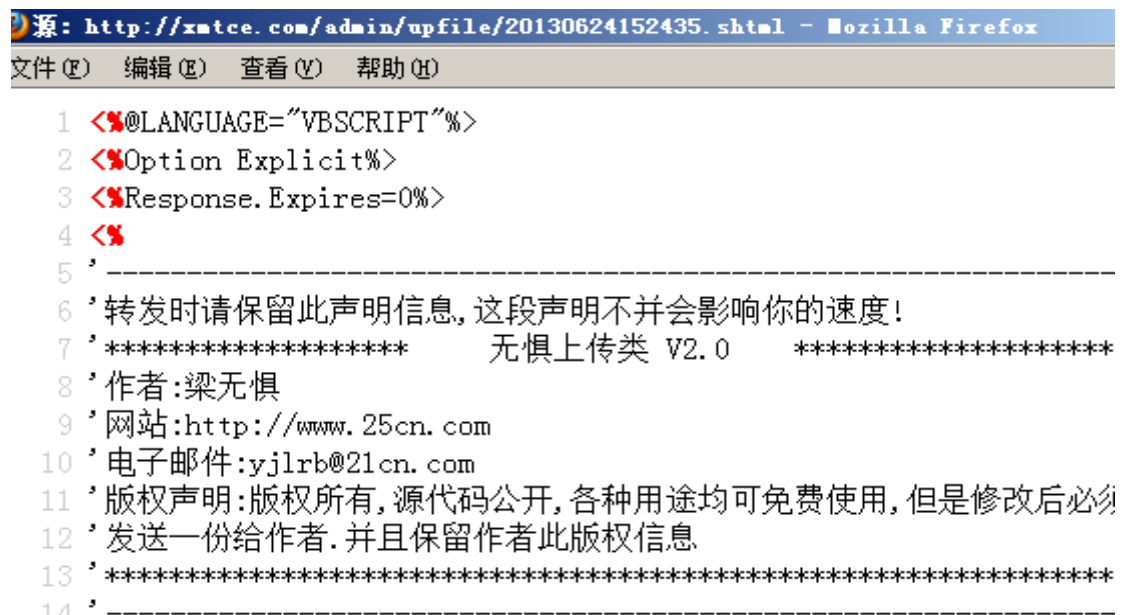 源: http://xmtce.com/admin/upfile/20130624152435.shtml - Mozilla Firefox
文件(F) 编辑(E) 查看(V) 帮助(H)
1 <%@LANGUAGE="VBSCRIPT"%>
2 <%Option Explicit%>
3 <%Response.Expires=0%>
4 <%
5 '----------------------------------------------------------------
6 '转发时请保留此声明信息,这段声明不并会影响你的速度!
7 '******************* 无惧上传类 V2.0 ********************
8 '作者:梁无惧
9 '网站:http://www.25cn.com
10 '电子邮件:yjlrb@21cn.com
11 '版权声明:版权所有,源代码公开,各种用途均可免费使用,但是修改后必须
12 '发送一份给作者.并且保留作者此版权信息
13 '***************************************************************
14 '----------------------------------------------------------------